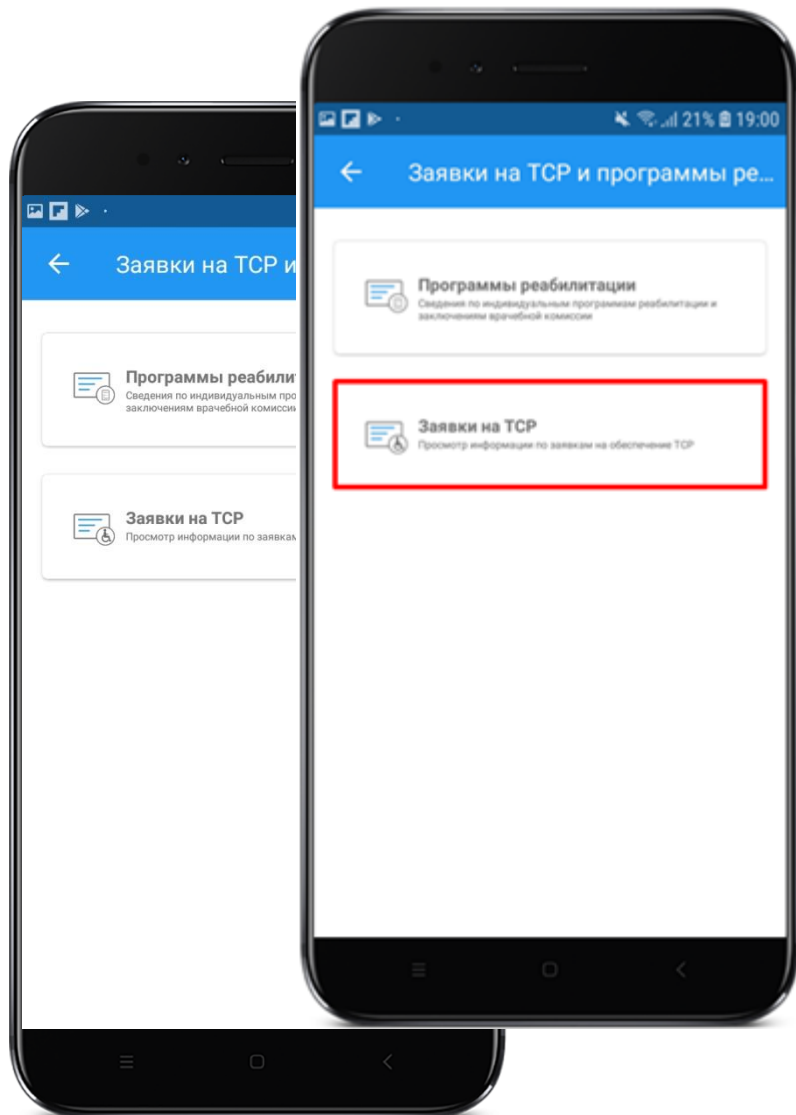 Заявки на ТСР и
Программы реабили
Сведения по индивидуальным про
заключениям врачебной комиссии
Заявки на ТСР
Просмотр информации по заявкам
21% 19:00
Заявки на ТСР и программы ре...
Программы реабилитации
Сведения по индивидуальным программам реабилитации и
заключениям врачебной комиссии
Заявки на ТСР
Просмотр информации по заявкам на обеспечение ТСР